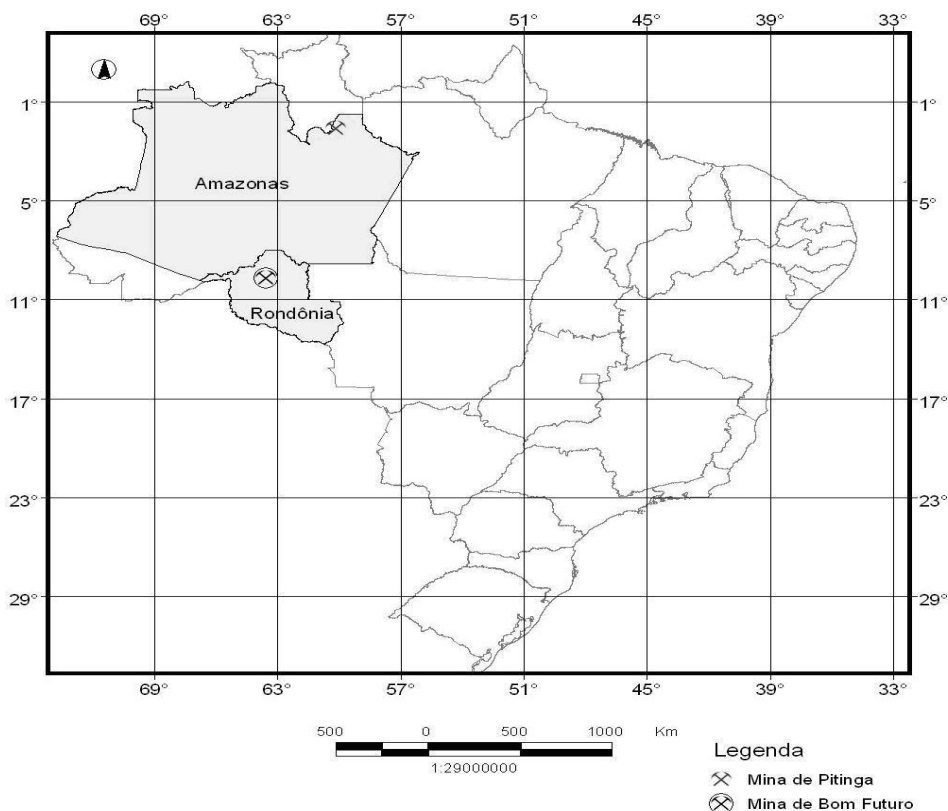 69° 63° 57° 51° 45° 39° 33°
1° 1°
Amazonas
5° 5°
11° 11°
Rondônia
17° 17°
23° 23°
29° 29°
69° 63° 57° 51° 45° 39° 33°
500 0 500 1000 Km
1:29000000
Legenda
Mina de Pitinga
Mina de Bom Futuro